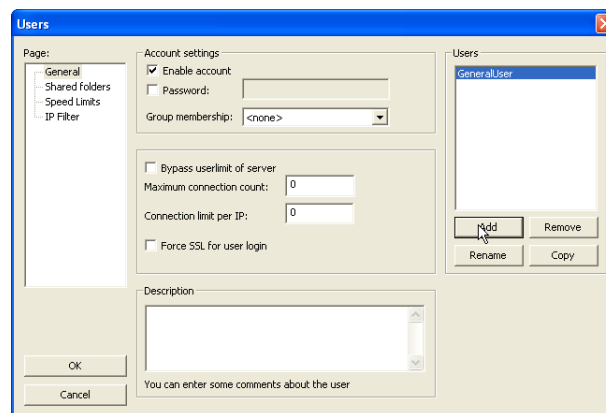 Users
Page:
General
Shared folders
Speed Limits
IP Filter
Account settings
Enable account
Password:
Group membership: <none>
Bypass userlimit of server
Maximum connection count: 0
Connection limit per IP: 0
Force SSL for user login
Description
You can enter some comments about the user
Users
GeneralUser
Add Remove
Rename Copy
OK
Cancel